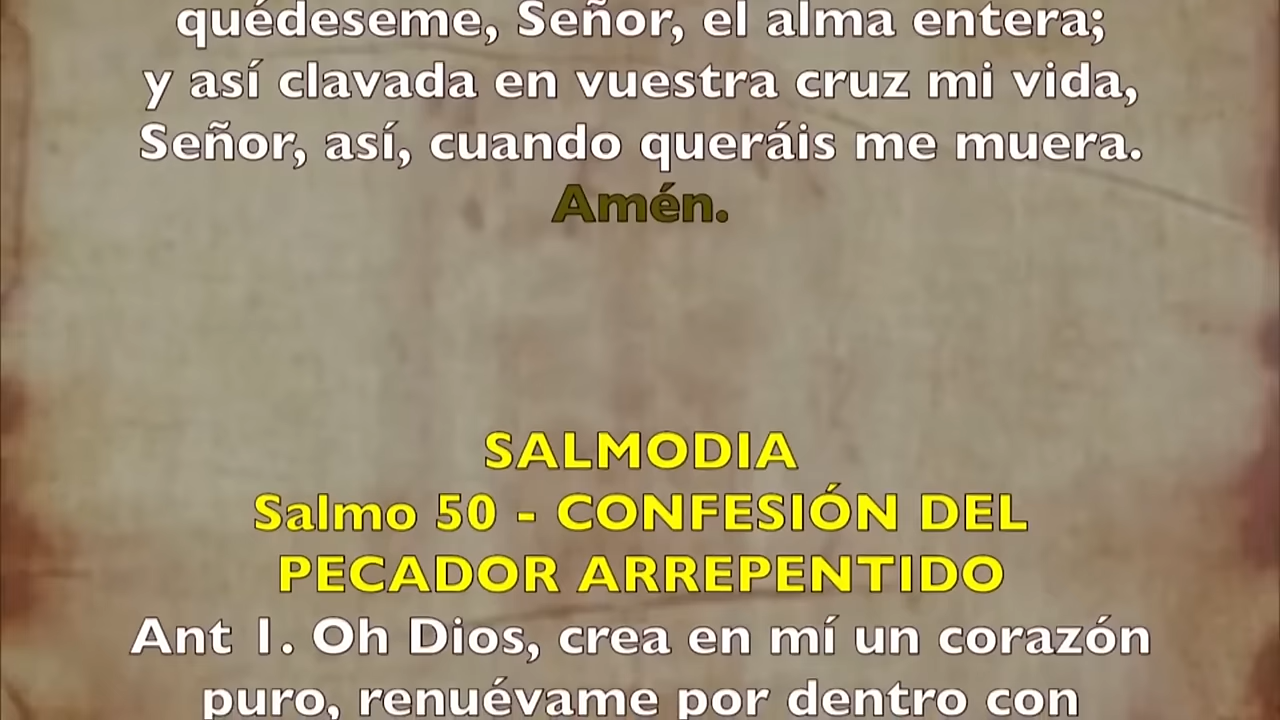 quédeseme, Señor, el alma entera;
y así clavada en vuestra cruz mi vida,
Señor, así, cuando queráis me muera.
Amén.
SALMODIA
Salmo 50 - CONFESIÓN DEL
PECADOR ARREPENTIDO
Ant 1. Oh Dios, crea en mí un corazón
puro, renuévame por dentro con